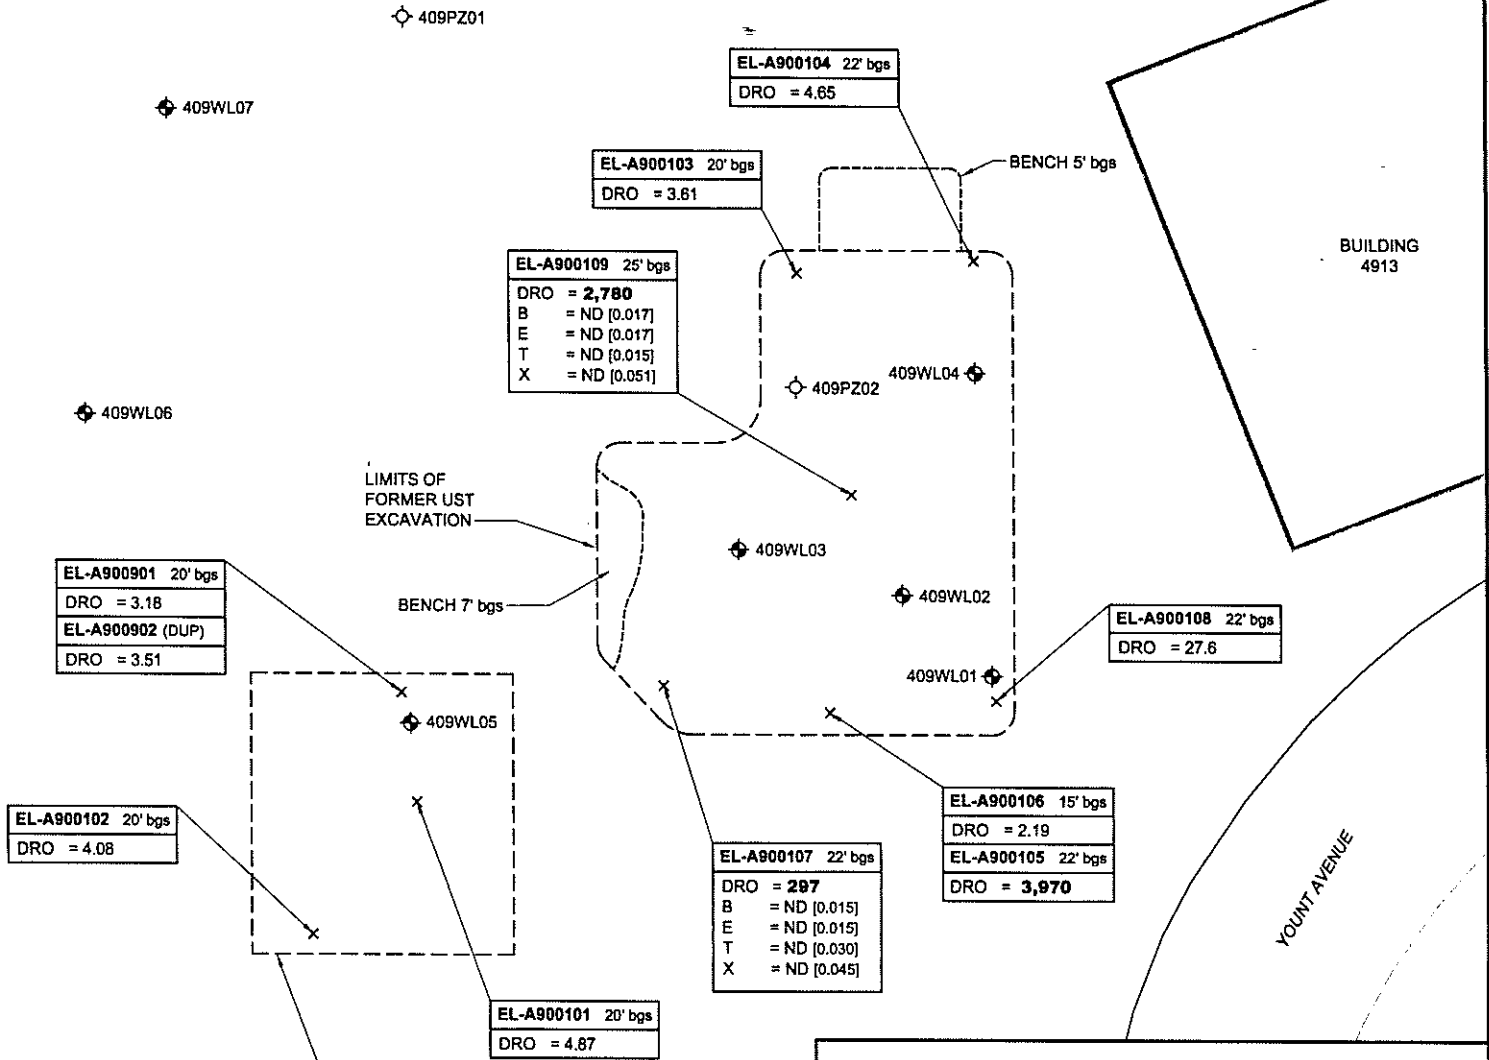 409PZ01
EL-A900104 22' bgs
DRO = 4.65
409WL07
EL-A900103 20' bgs
DRO = 3.61
BENCH 5' bgs
BUILDING
4913
EL-A900109 25' bgs
DRO = 2,780
B = ND [0.017]
E = ND [0.017]
T = ND [0.015]
X = ND [0.051]
409PZ02
409WL04
409WL06
LIMITS OF
FORMER UST
EXCAVATION
409WL03
BENCH 7' bgs
409WL02
EL-A900901 20' bgs
DRO = 3.18
EL-A900902 (DUP)
DRO = 3.51
EL-A900108 22' bgs
DRO = 27.6
409WL01
409WL05
EL-A900102 20' bgs
DRO = 4.08
EL-A900106 15' bgs
DRO = 2.19
EL-A900105 22' bgs
DRO = 3,970
EL-A900107 22' bgs
DRO = 297
B = ND [0.015]
E = ND [0.015]
T = ND [0.030]
X = ND [0.045]
YOUNT AVENUE
EL-A900101 20' bgs
DRO = 4.87